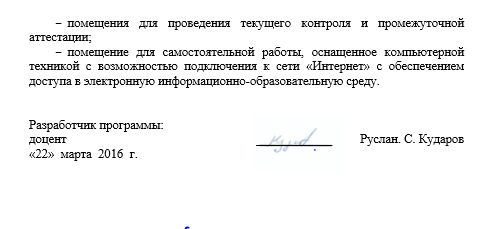 – помещения для проведения текущего контроля и промежуточной
аттестации;
– помещение для самостоятельной работы, оснащенное компьютерной
техникой с возможностью подключения к сети «Интернет» с обеспечением
доступа в электронную информационно-образовательную среду.
Разработчик программы:
доцент
Руслан. С. Кударов
«22» марта 2016 г.